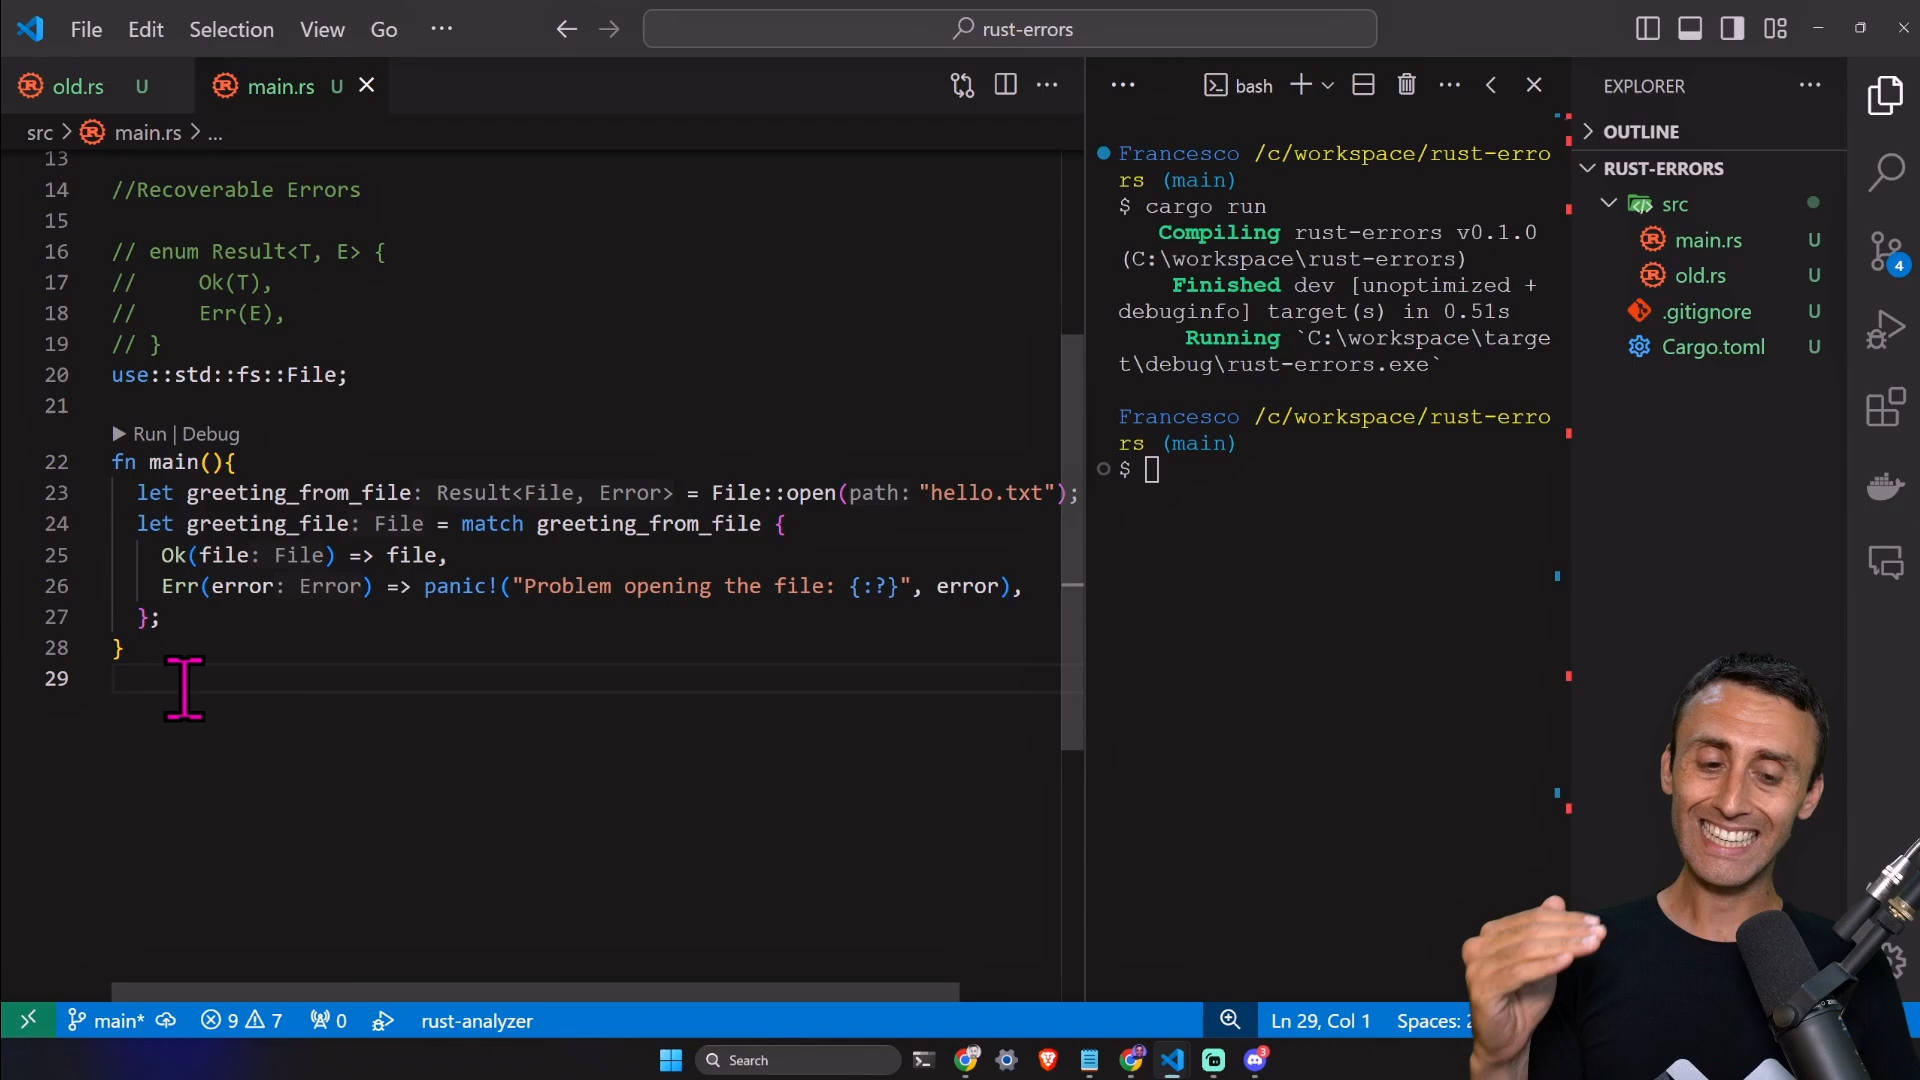 File Edit Selection View Go ··· rust-errors
old.rs U main.rs U
src > main.rs > ...
13
14 //Recoverable Errors
15
16 // enum Result<T, E> {
17 //     Ok(T),
18 //     Err(E),
19 // }
20 use::std::fs::File;
21
Run | Debug
22 fn main(){
23 let greeting_from_file: Result<File, Error> = File::open(path: "hello.txt");
24 let greeting_file: File = match greeting_from_file {
25 Ok(file: File) => file,
26 Err(error: Error) => panic!("Problem opening the file: {:?}", error),
27 };
28 }
29
bash
Francesco /c/workspace/rust-erro
rs (main)
$ cargo run
Compiling rust-errors v0.1.0
(C:\workspace\rust-errors)
Finished dev [unoptimized +
debuginfo] target(s) in 0.51s
Running `C:\workspace\targe
t\debug\rust-errors.exe`
Francesco /c/workspace/rust-erro
rs (main)
$
EXPLORER
OUTLINE
RUST-ERRORS
src
main.rs U
old.rs U
.gitignore U
Cargo.toml U
4
main* 9 7 0 rust-analyzer Ln 29, Col 1 Spaces:
Search
3